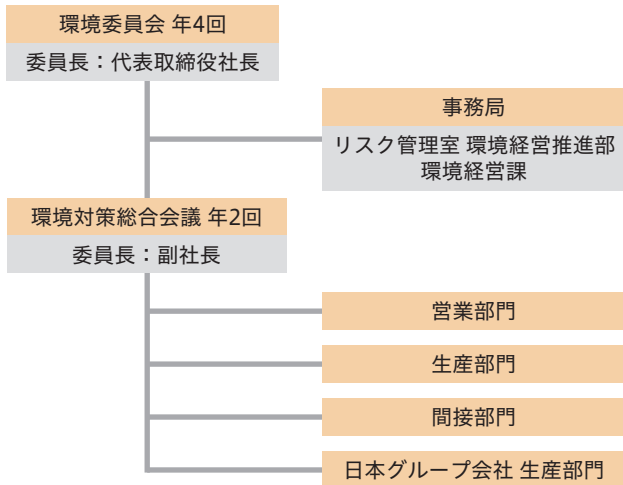 環境委員会 年4回
委員長：代表取締役社長
事務局
リスク管理室 環境経営推進部
環境経営課
環境対策総合会議 年2回
委員長：副社長
営業部門
生産部門
間接部門
日本グループ会社 生産部門